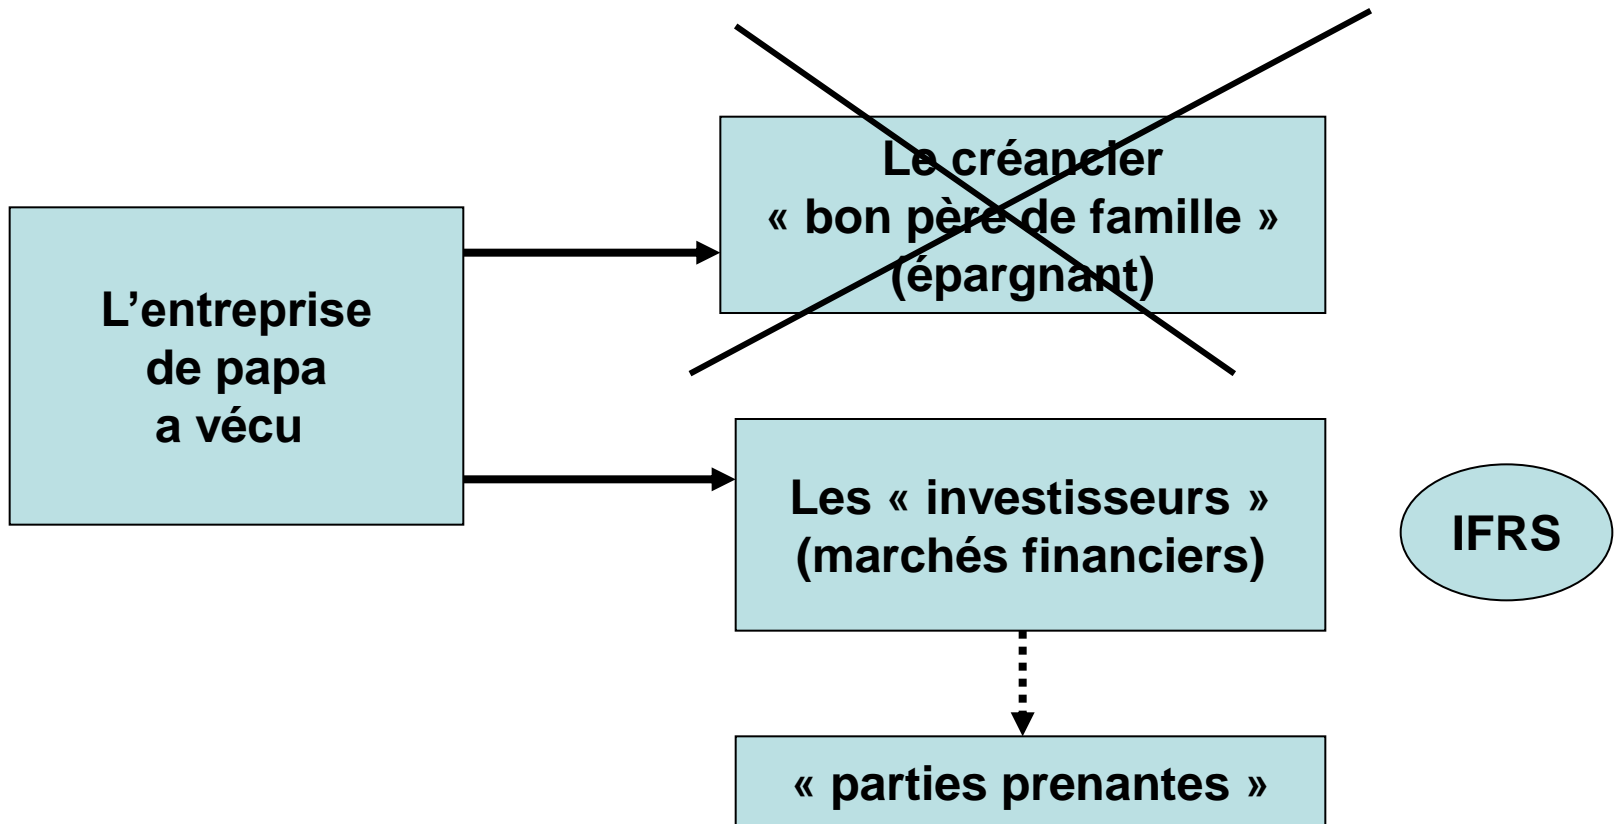 L’entreprise
de papa
a vécu
Le créancier
« bon père de famille »
(épargnant)
Les « investisseurs »
(marchés financiers)
IFRS
« parties prenantes »